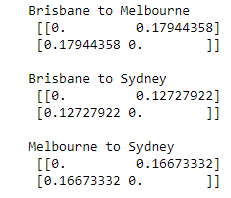 Brisbane to Melbourne
[[0.         0.17944358]
[0.17944358 0.        ]]
Brisbane to Sydney
[[0.         0.12727922]
[0.12727922 0.        ]]
Melbourne to Sydney
[[0.         0.16673332]
[0.16673332 0.        ]]